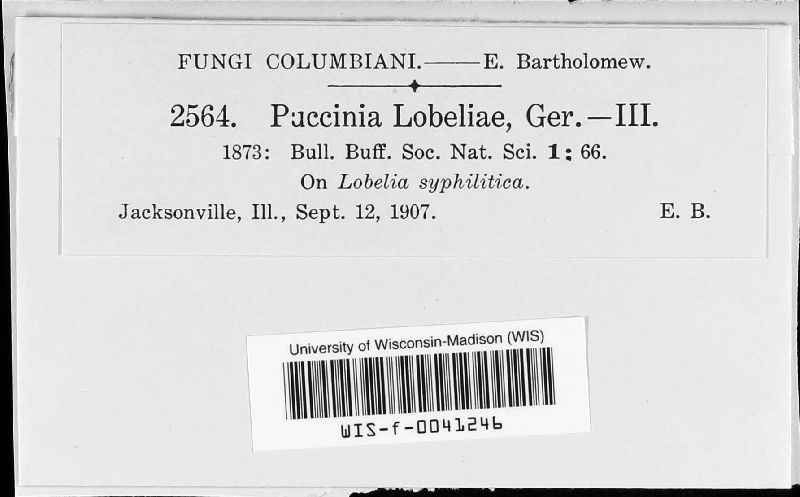 FUNGI COLUMBIANI.——E. Bartholomew.
2564. Puccinia Lobeliae, Ger.—III.
1873: Bull. Buff. Soc. Nat. Sci. 1: 66.
On Lobelia syphilitica.
Jacksonville, Ill., Sept. 12, 1907. E. B.
University of Wisconsin-Madison (WIS)
WIS-f-0041246